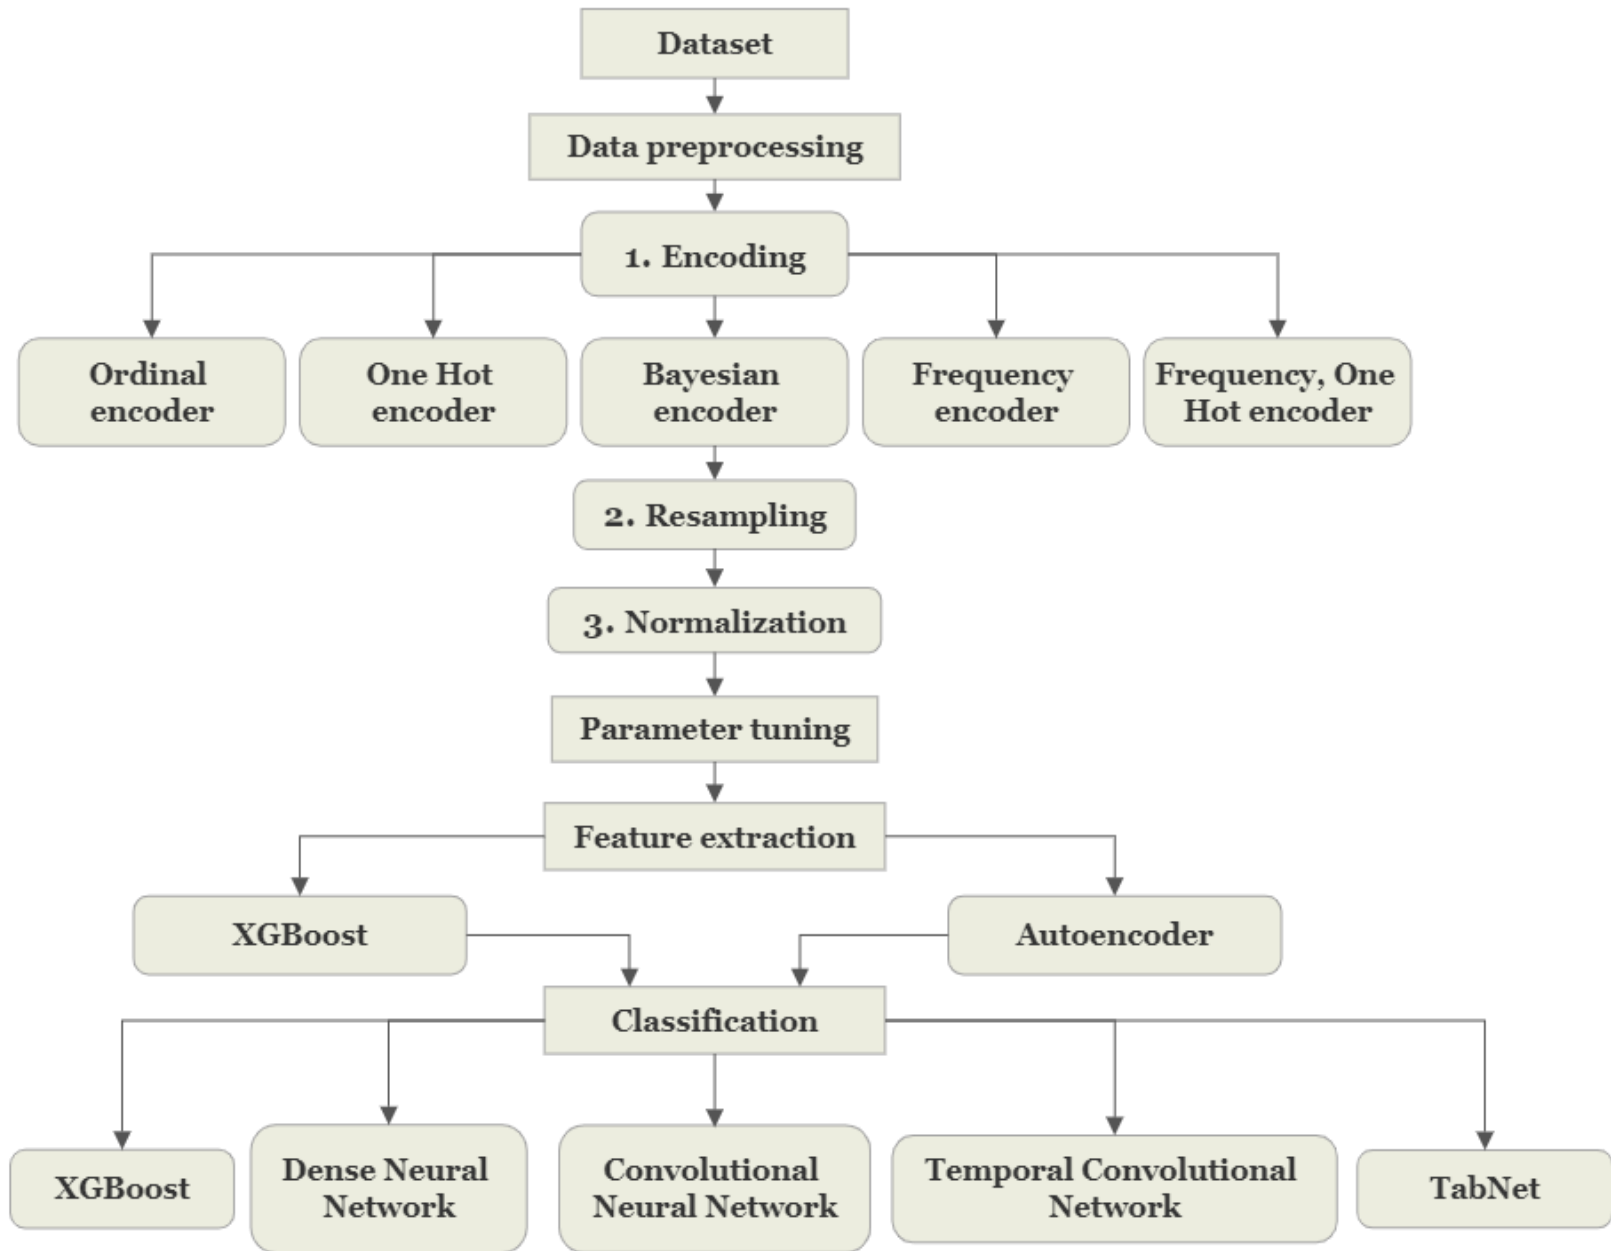 Dataset
Data preprocessing
1. Encoding
Ordinal
encoder
One Hot
encoder
Bayesian
encoder
Frequency
encoder
Frequency, One
Hot encoder
2. Resampling
3. Normalization
Parameter tuning
Feature extraction
XGBoost
Autoencoder
Classification
XGBoost
Dense Neural
Network
Convolutional
Neural Network
Temporal Convolutional
Network
TabNet